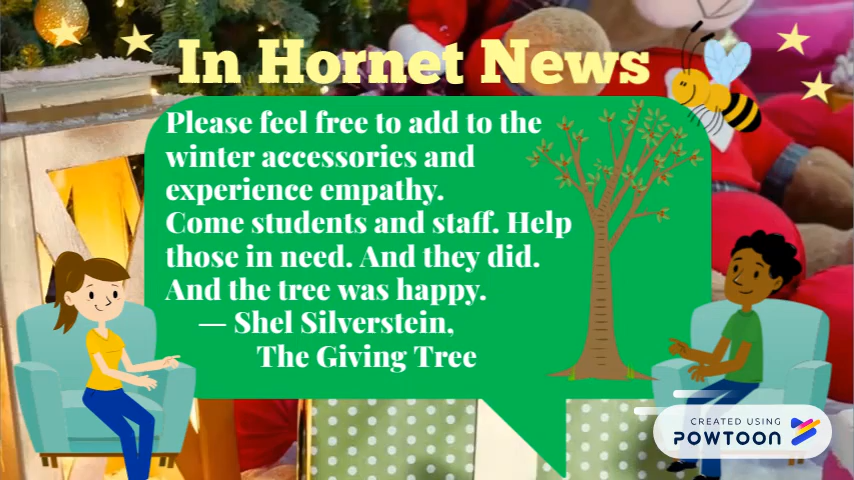 In Hornet News
Please feel free to add to the
winter accessories and
experience empathy.
Come students and staff. Help
those in need. And they did.
And the tree was happy.
— Shel Silverstein,
The Giving Tree
CREATED USING
POWTOON